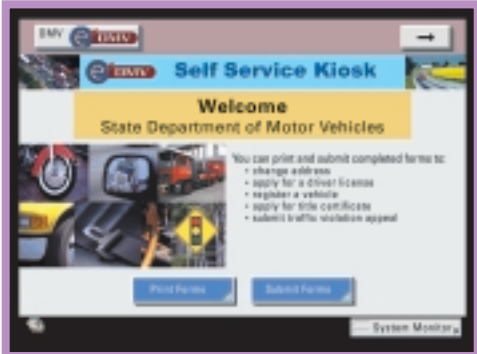 DMV e DMV
→
e DMV Self Service Kiosk
Welcome
State Department of Motor Vehicles
You can print and submit completed forms to:
• change address
• apply for a driver license
• register a vehicle
• apply for title certificate
• submit traffic violation appeal
Print Forms Submit Forms
System Monitor